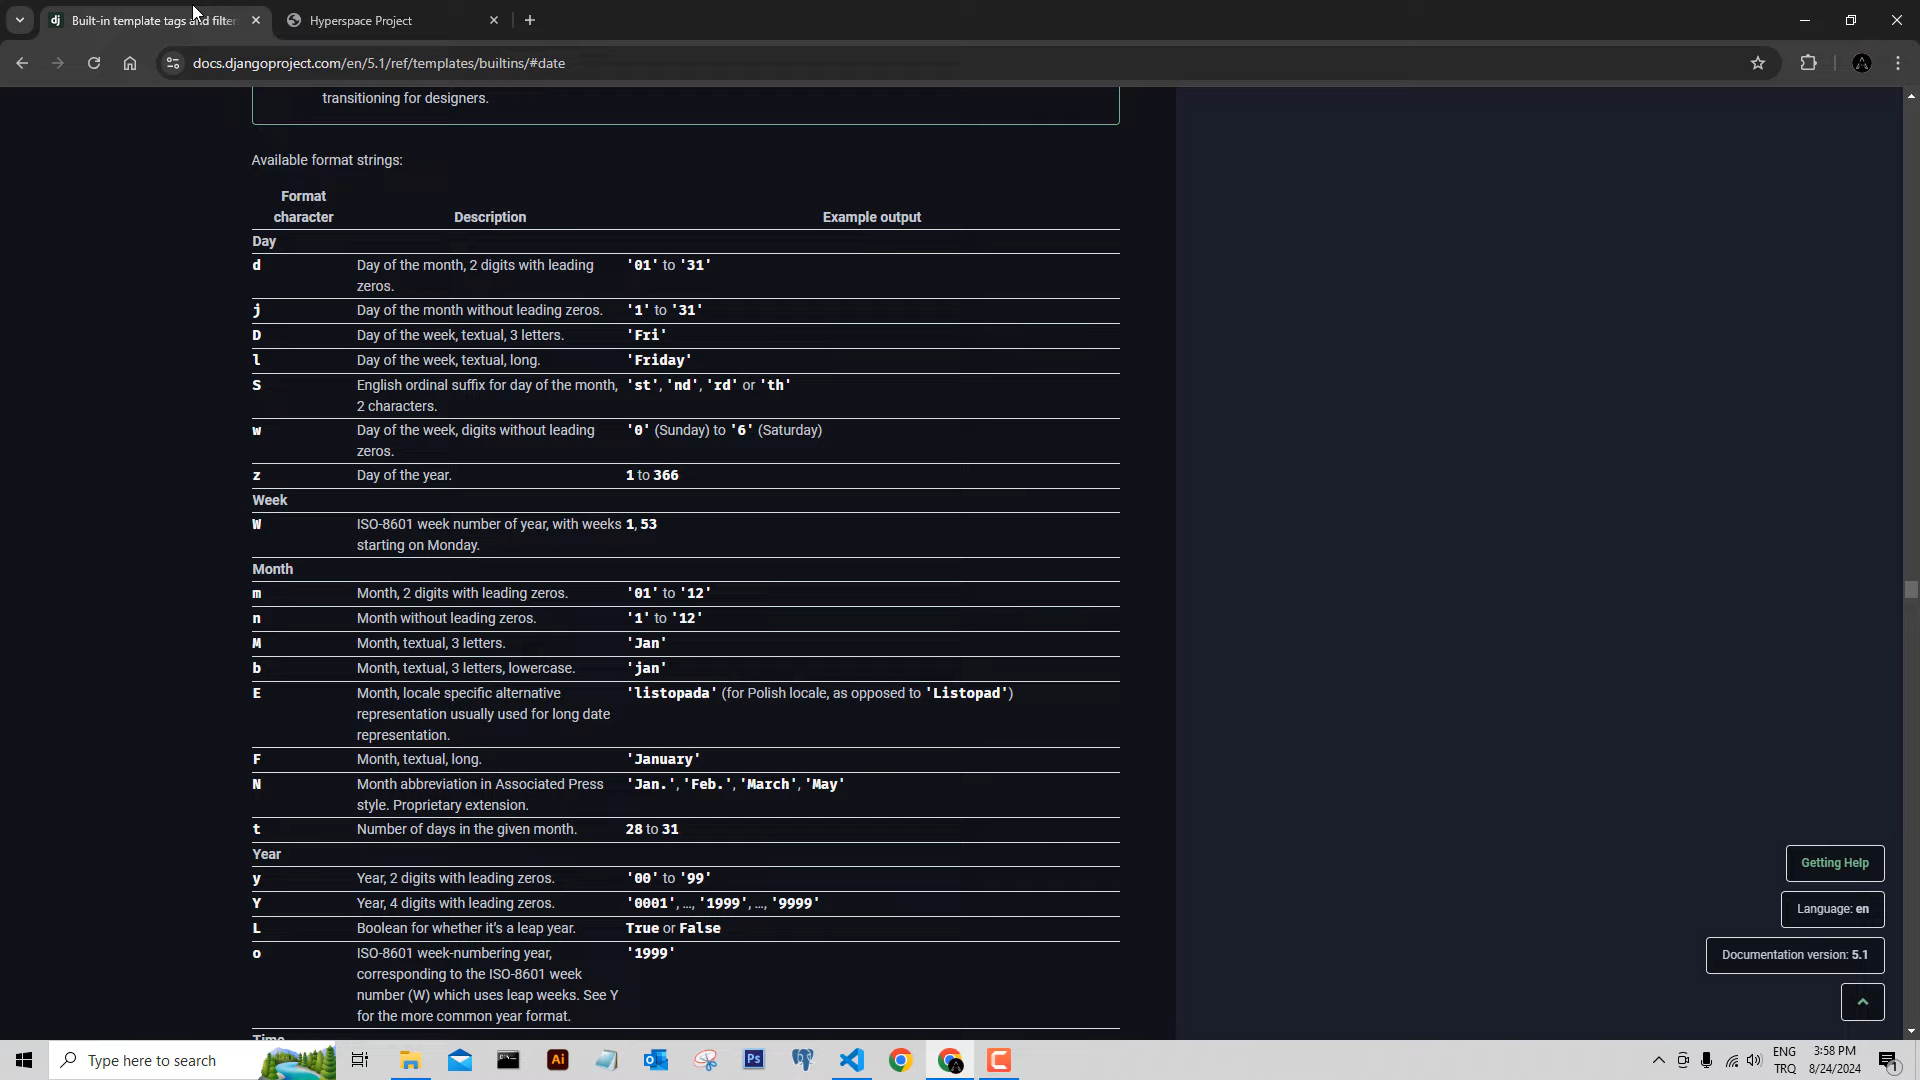 Built-in template tags and filter
Hyperspace Project
docs.djangoproject.com/en/5.1/ref/templates/builtins/#date
transitioning for designers.
Available format strings:
Format
character Description Example output
Day
d Day of the month, 2 digits with leading '01' to '31'
zeros.
j Day of the month without leading zeros. '1' to '31'
D Day of the week, textual, 3 letters. 'Fri'
l Day of the week, textual, long. 'Friday'
S English ordinal suffix for day of the month, 'st', 'nd', 'rd' or 'th'
2 characters.
w Day of the week, digits without leading '0' (Sunday) to '6' (Saturday)
zeros.
z Day of the year. 1 to 366
Week
W ISO-8601 week number of year, with weeks 1, 53
starting on Monday.
Month
m Month, 2 digits with leading zeros. '01' to '12'
n Month without leading zeros. '1' to '12'
M Month, textual, 3 letters. 'Jan'
b Month, textual, 3 letters, lowercase. 'jan'
E Month, locale specific alternative 'listopada' (for Polish locale, as opposed to 'Listopad')
representation usually used for long date
representation.
F Month, textual, long. 'January'
N Month abbreviation in Associated Press 'Jan.', 'Feb.', 'March', 'May'
style. Proprietary extension.
t Number of days in the given month. 28 to 31
Year
y Year, 2 digits with leading zeros. '00' to '99'
Y Year, 4 digits with leading zeros. '0001', …, '1999', …, '9999'
L Boolean for whether it's a leap year. True or False
o ISO-8601 week-numbering year, '1999'
corresponding to the ISO-8601 week
number (W) which uses leap weeks. See Y
for the more common year format.
Time
Getting Help
Language: en
Documentation version: 5.1
Type here to search
Ai
Ps
ENG
TRQ
3:58 PM
8/24/2024
1